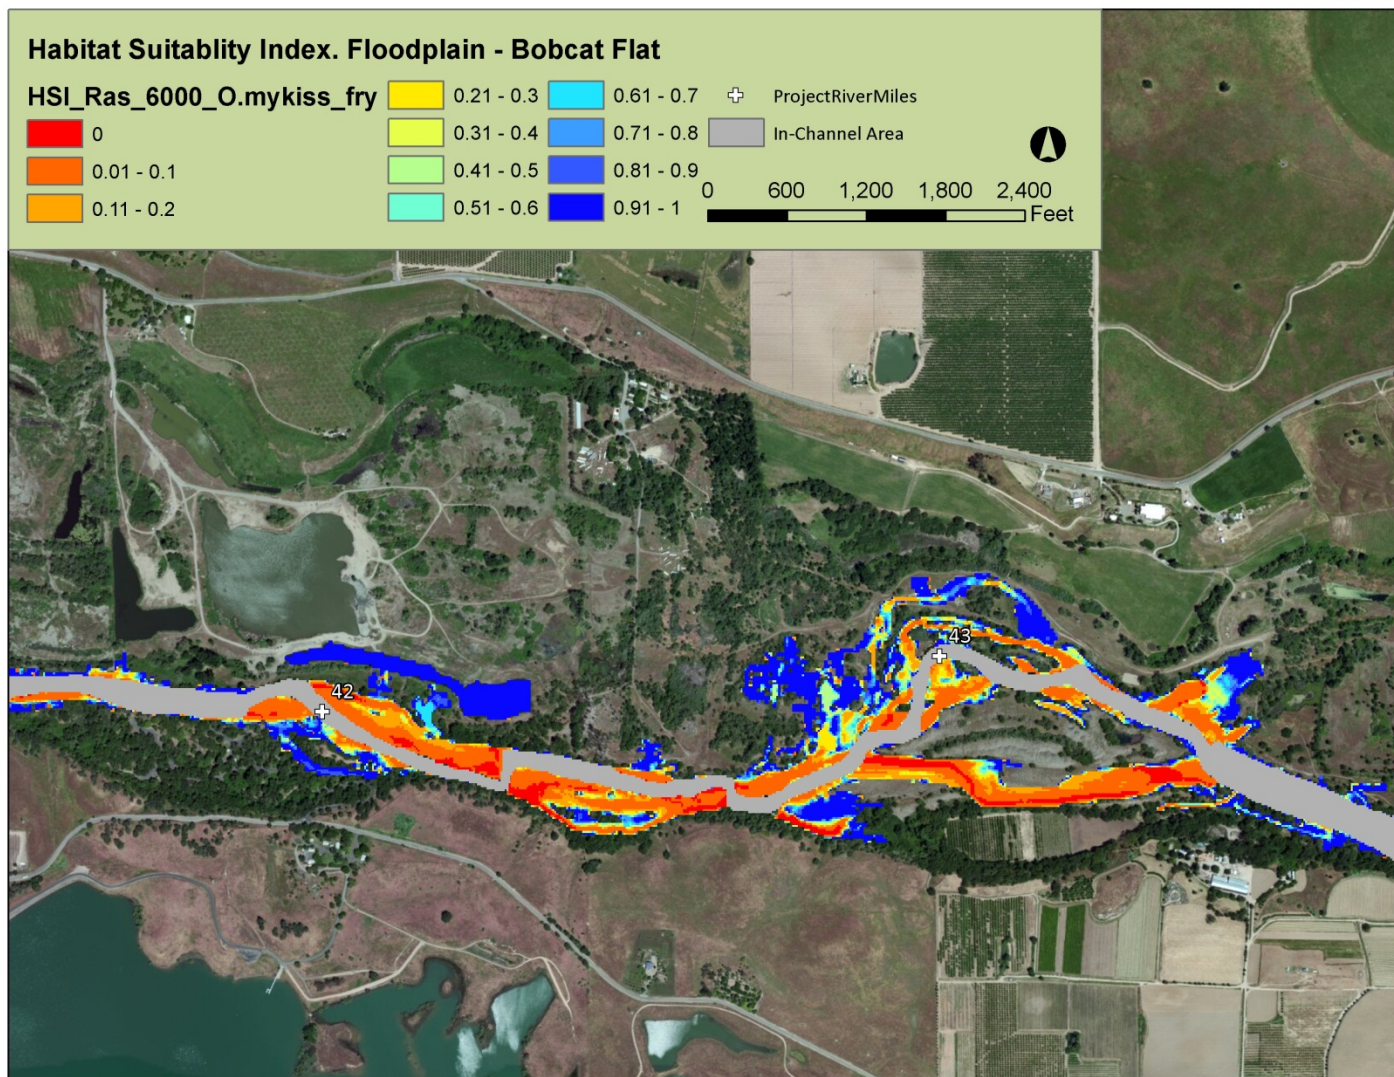 Habitat Suitablity Index. Floodplain - Bobcat Flat
HSI_Ras_6000_O.mykiss_fry
0
0.01 - 0.1
0.11 - 0.2
0.21 - 0.3
0.31 - 0.4
0.41 - 0.5
0.51 - 0.6
0.61 - 0.7
0.71 - 0.8
0.81 - 0.9
0.91 - 1
ProjectRiverMiles
In-Channel Area
0 600 1,200 1,800 2,400
Feet
43
42